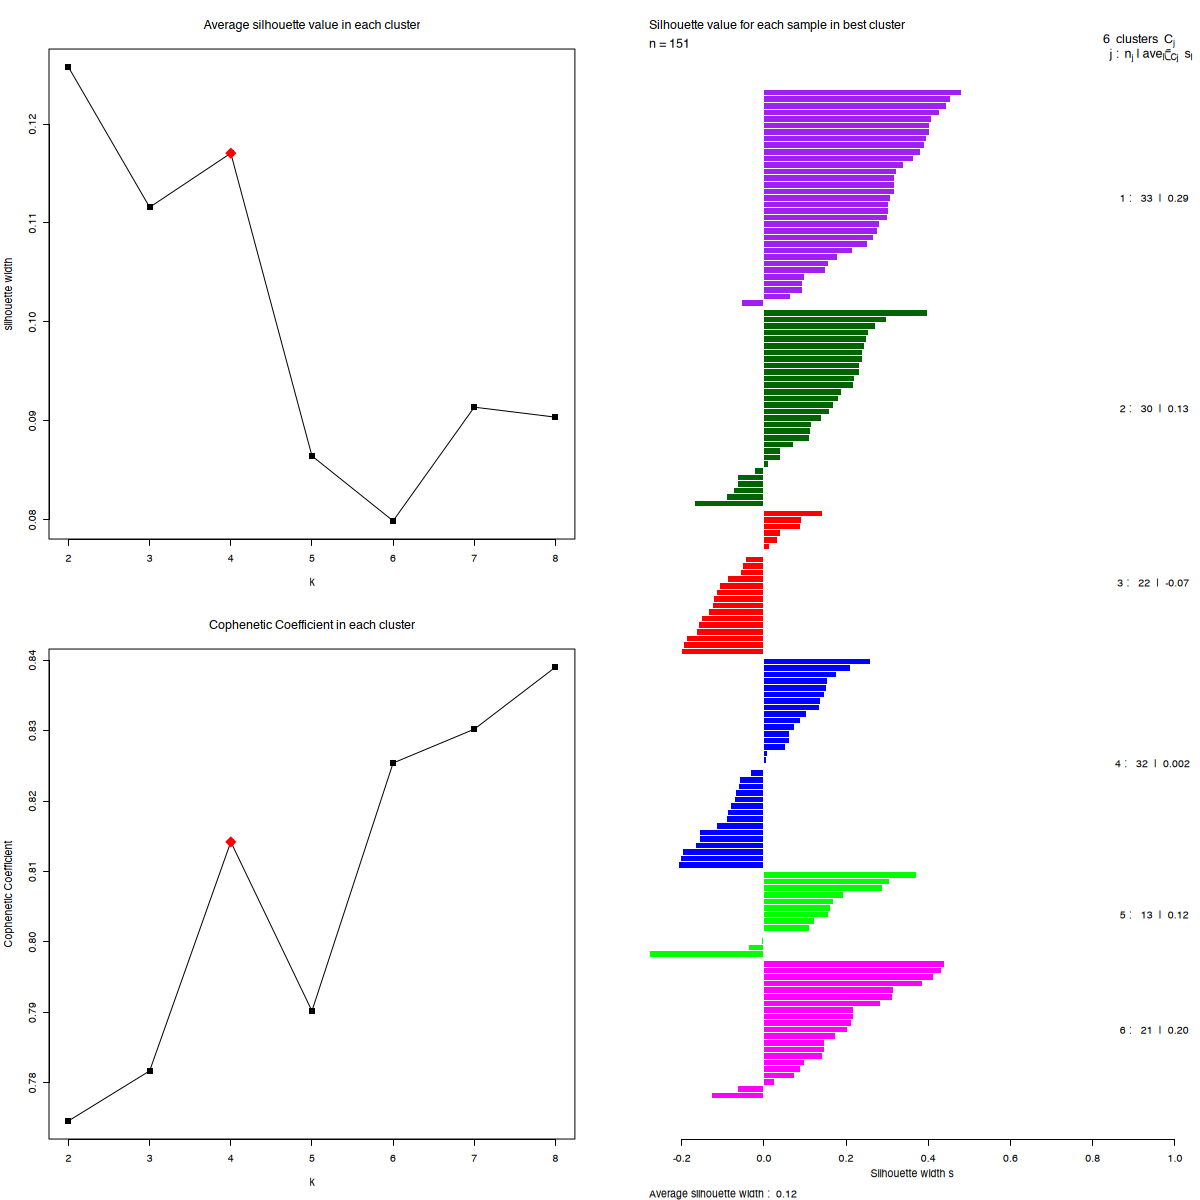 Average silhouette value in each cluster
0.12
0.11
0.10
0.09
0.08
silhouette width
2 3 4 5 6 7 8
k
Cophenetic Coefficient in each cluster
0.84
0.83
0.82
0.81
0.80
0.79
0.78
Cophenetic Coefficient
2 3 4 5 6 7 8
k
Silhouette value for each sample in best cluster
n = 151
6 clusters Cj
j : nj | avei∈Cj si
1 : 33 | 0.29
2 : 30 | 0.13
3 : 22 | -0.07
4 : 32 | 0.002
5 : 13 | 0.12
6 : 21 | 0.20
-0.2 0.0 0.2 0.4 0.6 0.8 1.0
Silhouette width s
Average silhouette width : 0.12